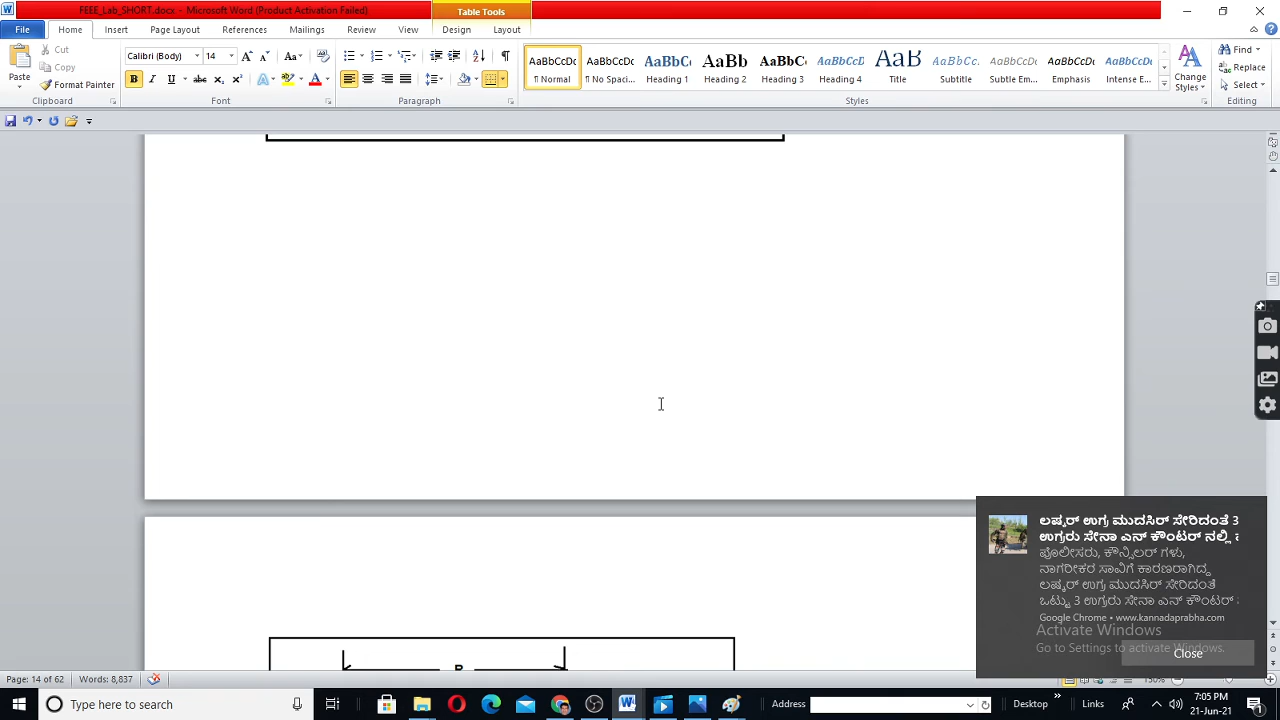 FEEE_Lab_SHORT.docx - Microsoft Word (Product Activation Failed)
Table Tools
File Home Insert Page Layout References Mailings Review View Design Layout
Cut
Copy
Paste
Format Painter
Clipboard
Calibri (Body) 14
Font
Paragraph
AaBbCcDc AaBbCcDc AaBbCc AaBbC AaBbCc AaBbCcD AaB AaBbCc. AaBbCcD AaBbCcD AaBbCcD
¶ Normal ¶ No Spaci... Heading 1 Heading 2 Heading 3 Heading 4 Title Subtitle Subtle Em... Emphasis Intense E...
Styles
Change
Styles
Find
Replace
Select
Editing
ಲಷ್ಕರ್ ಉಗ್ರ ಮುದಸಿರ್ ಸೇರಿದಂತೆ 3
ಉಗ್ರರು ಸೇನಾ ಎನ್ ಕೌಂಟರ್ ನಲ್ಲಿ
ಪೊಲೀಸರು, ಕೌನ್ಸಿಲರ್ ಗಳು,
ನಾಗರೀಕರ ಸಾವಿಗೆ ಕಾರಣರಾಗಿದ್ದ
ಲಷ್ಕರ್ ಉಗ್ರ ಮುದಸಿರ್ ಸೇರಿದಂತೆ
ಒಟ್ಟು 3 ಉಗ್ರರು ಸೇನಾ ಎನ್ ಕೌಂಟರ್
Google Chrome • www.kannadaprabha.com
Activate Windows
Go to Settings to activate Windows.
Close
Page: 14 of 62 Words: 8,837
150%
Type here to search
Address
Desktop
Links
7:05 PM
21-Jun-21